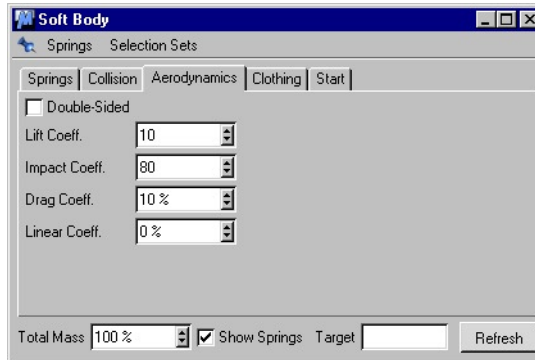 Soft Body
Springs Selection Sets
Springs Collision Aerodynamics Clothing Start
Double-Sided
Lift Coeff. 10
Impact Coeff. 80
Drag Coeff. 10 %
Linear Coeff. 0 %
Total Mass 100 % Show Springs Target Refresh